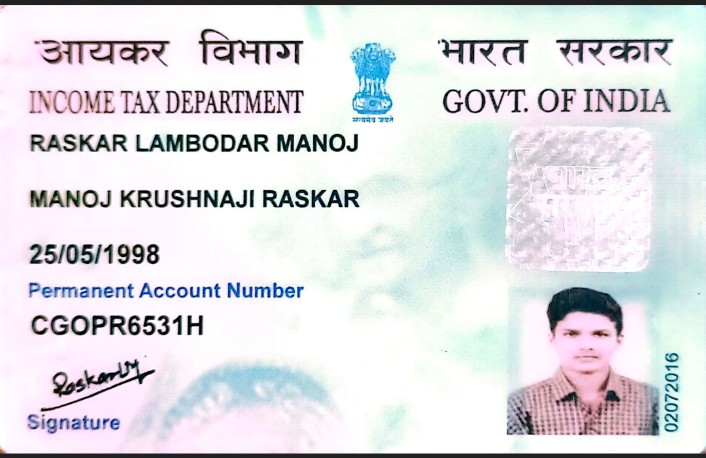 आयकर विभाग
भारत सरकार
INCOME TAX DEPARTMENT
GOVT. OF INDIA
सत्यमेव जयते
RASKAR LAMBODAR MANOJ
MANOJ KRUSHNAJI RASKAR
25/05/1998
Permanent Account Number
CGOPR6531H
Signature
02072016
भारत